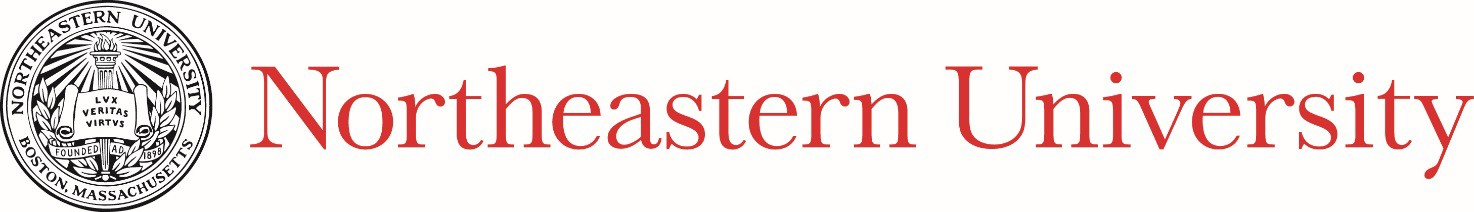 NORTHEASTERN UNIVERSITY
LVX
VERITAS
VIRTVS
FOUNDED A.D. 1898
BOSTON, MASSACHUSETTS
Northeastern University